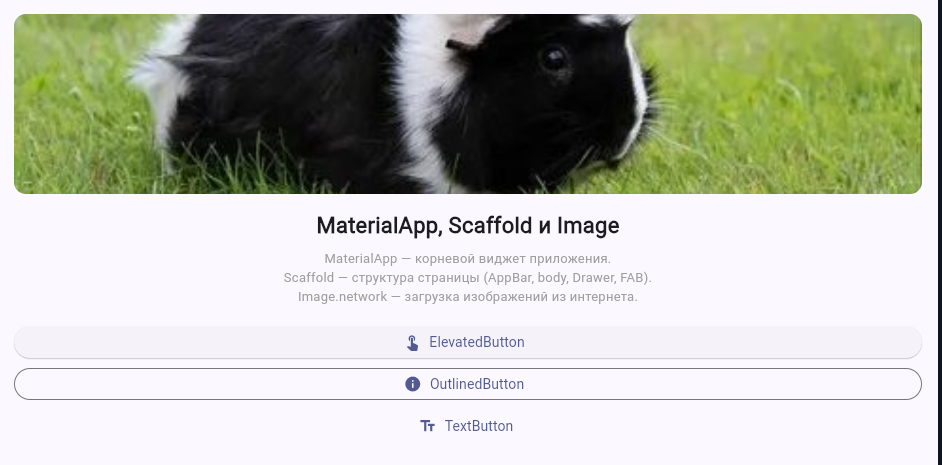 MaterialApp, Scaffold и Image
MaterialApp — корневой виджет приложения.
Scaffold — структура страницы (AppBar, body, Drawer, FAB).
Image.network — загрузка изображений из интернета.
ElevatedButton
OutlinedButton
TextButton